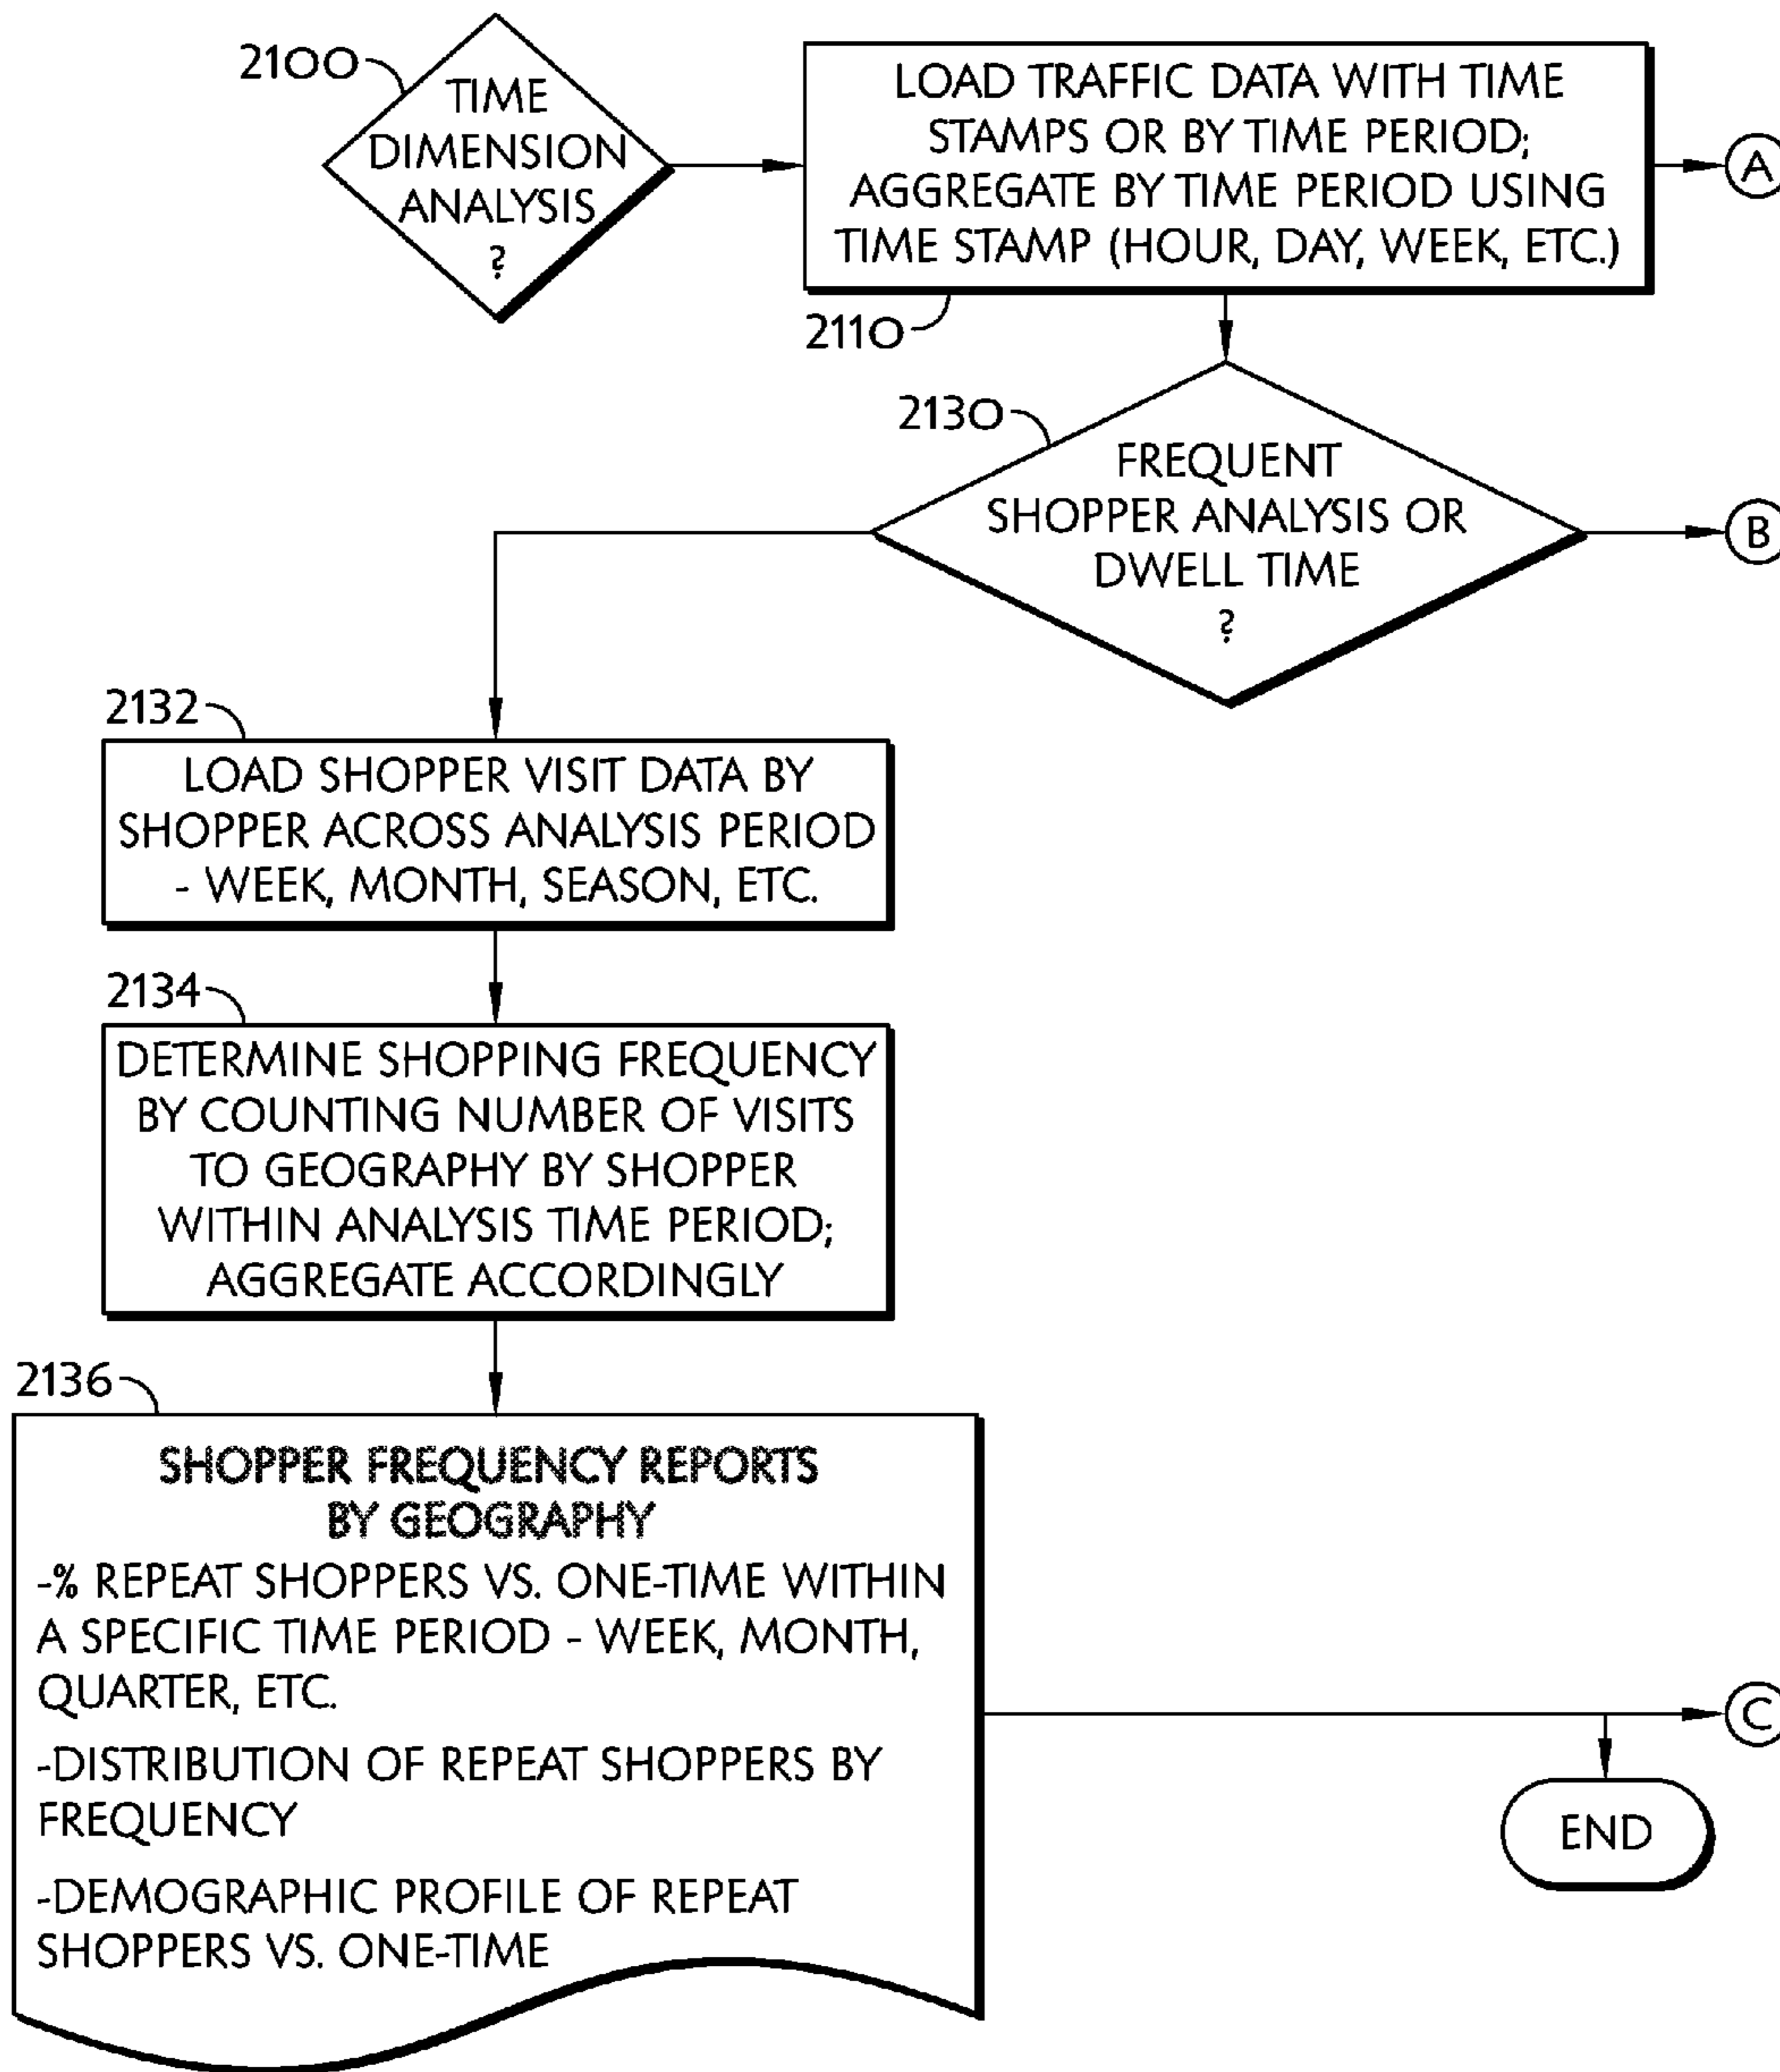 2100
TIME
DIMENSION
ANALYSIS
?
LOAD TRAFFIC DATA WITH TIME
STAMPS OR BY TIME PERIOD;
AGGREGATE BY TIME PERIOD USING
TIME STAMP (HOUR, DAY, WEEK, ETC.)
A
2110
2130
FREQUENT
SHOPPER ANALYSIS OR
DWELL TIME
?
B
2132
LOAD SHOPPER VISIT DATA BY
SHOPPER ACROSS ANALYSIS PERIOD
- WEEK, MONTH, SEASON, ETC.
2134
DETERMINE SHOPPING FREQUENCY
BY COUNTING NUMBER OF VISITS
TO GEOGRAPHY BY SHOPPER
WITHIN ANALYSIS TIME PERIOD;
AGGREGATE ACCORDINGLY
2136
SHOPPER FREQUENCY REPORTS
BY GEOGRAPHY
-% REPEAT SHOPPERS VS. ONE-TIME WITHIN
A SPECIFIC TIME PERIOD - WEEK, MONTH,
QUARTER, ETC.
-DISTRIBUTION OF REPEAT SHOPPERS BY
FREQUENCY
-DEMOGRAPHIC PROFILE OF REPEAT
SHOPPERS VS. ONE-TIME
C
END